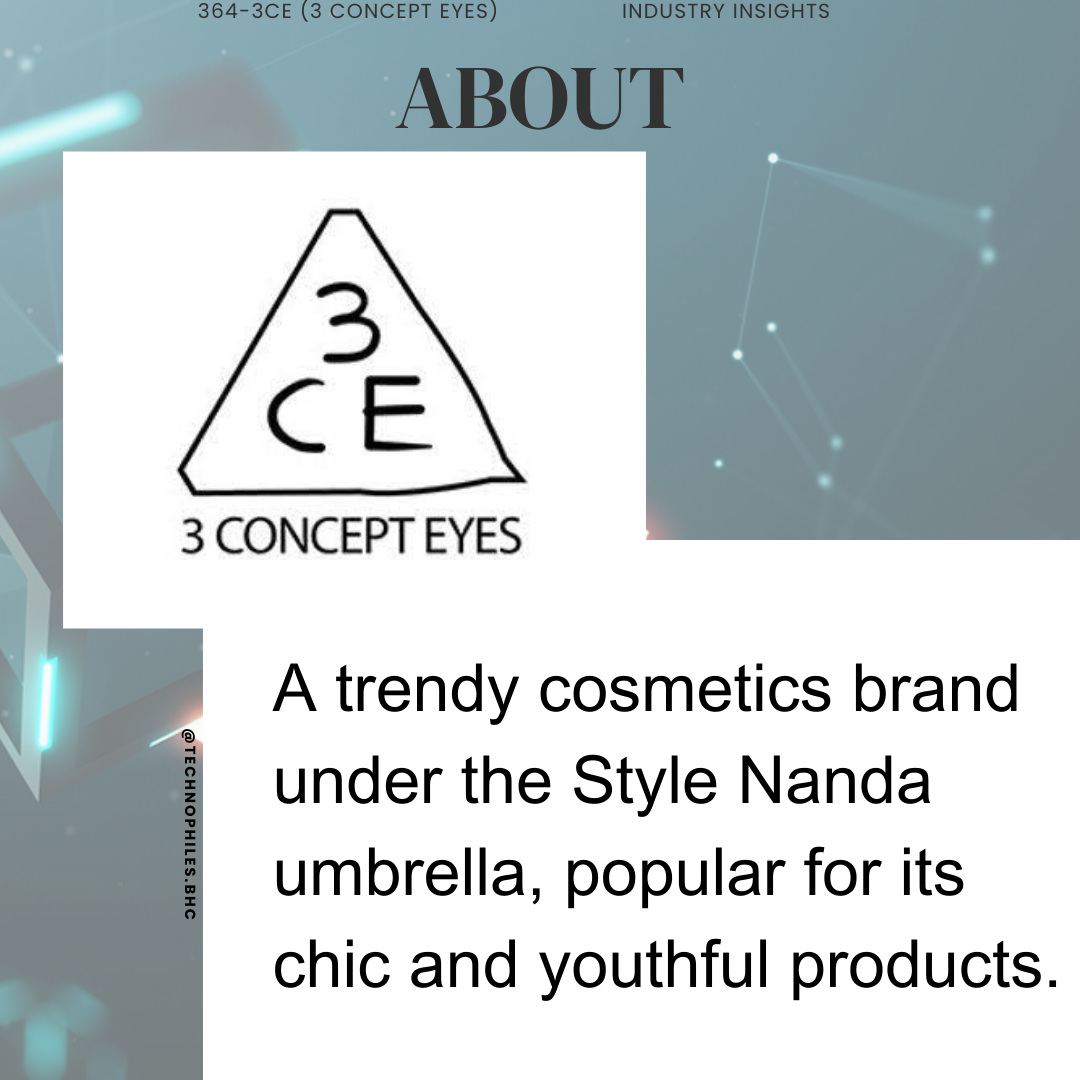 364-3CE (3 CONCEPT EYES)
INDUSTRY INSIGHTS
ABOUT
3
CE
3 CONCEPT EYES
A trendy cosmetics brand
under the Style Nanda
umbrella, popular for its
chic and youthful products.
@TECHNOPHILES.BHC